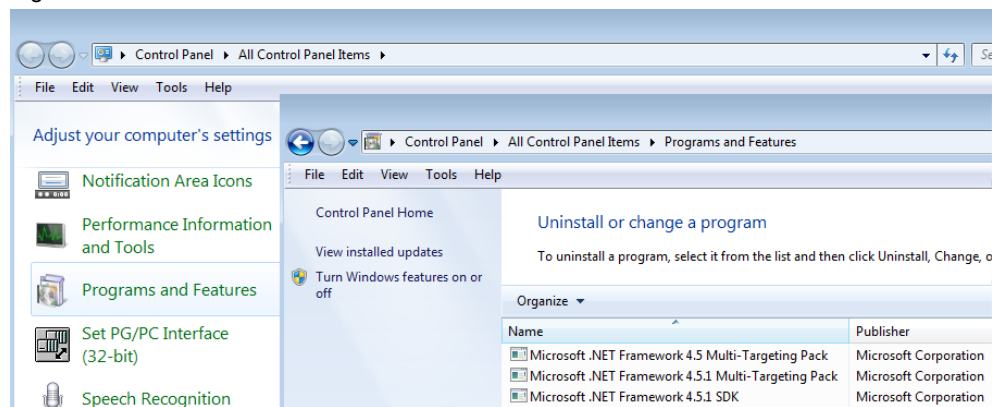 Control Panel ▸ All Control Panel Items ▸
File Edit View Tools Help
Adjust your computer's settings
Notification Area Icons
Performance Information
and Tools
Programs and Features
Set PG/PC Interface
(32-bit)
Speech Recognition
Control Panel ▸ All Control Panel Items ▸ Programs and Features
File Edit View Tools Help
Control Panel Home
View installed updates
Turn Windows features on or
off
Uninstall or change a program
To uninstall a program, select it from the list and then click Uninstall, Change, o
Organize
Name Publisher
Microsoft .NET Framework 4.5 Multi-Targeting Pack Microsoft Corporation
Microsoft .NET Framework 4.5.1 Multi-Targeting Pack Microsoft Corporation
Microsoft .NET Framework 4.5.1 SDK Microsoft Corporation